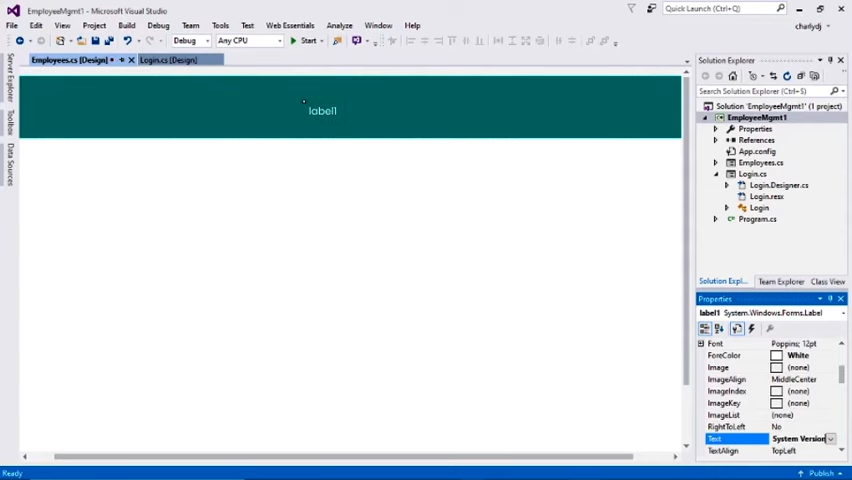 EmployeeMgmt1 - Microsoft Visual Studio
Quick Launch (Ctrl+Q)
File Edit View Project Build Debug Team Tools Test Web Essentials Analyze Window Help
charlydj
Debug Any CPU Start
Server Explorer
Toolbox
Data Sources
Employees.cs [Design]
Login.cs [Design]
label1
Solution Explorer
Search Solution Explorer (Ctrl+$)
Solution 'EmployeeMgmt1' (1 project)
EmployeeMgmt1
Properties
References
App.config
Employees.cs
Login.cs
Login.Designer.cs
Login.resx
Login
Program.cs
Solution Expl... Team Explorer Class View
Properties
label1 System.Windows.Forms.Label
Font Poppins; 12pt
ForeColor White
Image (none)
ImageAlign MiddleCenter
ImageIndex (none)
ImageKey (none)
ImageList (none)
RightToLeft No
Text System Version
TextAlign TopLeft
Ready
Publish